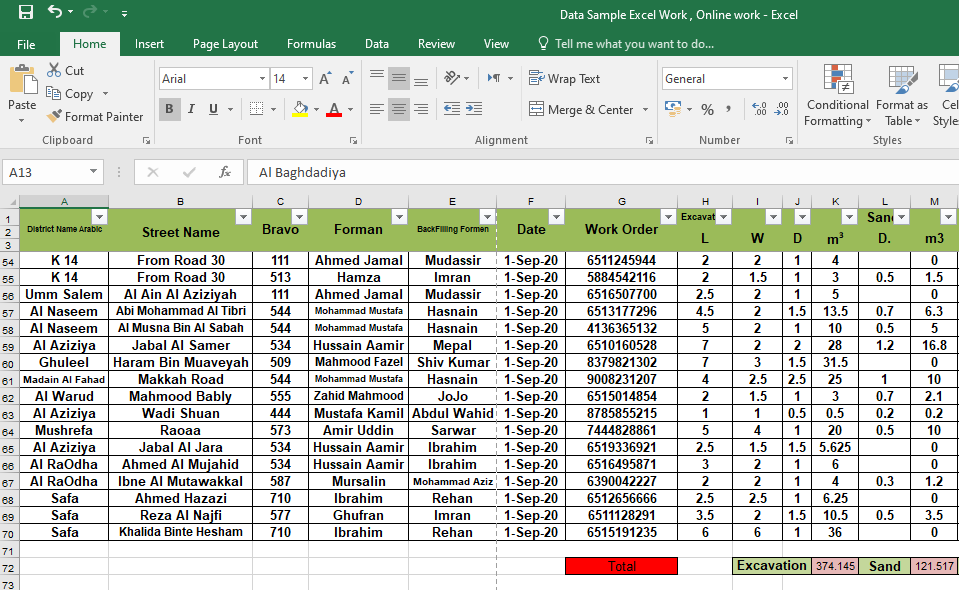 Data Sample Excel Work , Online work - Excel
File Home Insert Page Layout Formulas Data Review View Tell me what you want to do...
Paste Cut Copy Format Painter
Arial 14 A A
B I U A
Wrap Text
Merge & Center
General
% , .0 .00 .00 .0
Conditional Formatting Format as Table Cel Style
Clipboard Font Alignment Number Styles
A13 fx Al Baghdadiya
A B C D E F G H I J K L M
1 2 3 District Name Arabic Street Name Bravo Forman BackFilling Formen Date Work Order Excavat San
L W D m³ D. m3
54 K 14 From Road 30 111 Ahmed Jamal Mudassir 1-Sep-20 6511245944 2 2 1 4 0
55 K 14 From Road 30 513 Hamza Imran 1-Sep-20 5884542116 2 1.5 1 3 0.5 1.5
56 Umm Salem Al Ain Al Aziziyah 111 Ahmed Jamal Mudassir 1-Sep-20 6516507700 2.5 2 1 5 0
57 Al Naseem Abi Mohammad Al Tibri 544 Mohammad Mustafa Hasnain 1-Sep-20 6513177296 4.5 2 1.5 13.5 0.7 6.3
58 Al Naseem Al Musna Bin Al Sabah 544 Mohammad Mustafa Hasnain 1-Sep-20 4136365132 5 2 1 10 0.5 5
59 Al Aziziya Jabal Al Samer 534 Hussain Aamir Mepal 1-Sep-20 6510160528 7 2 2 28 1.2 16.8
60 Ghuleel Haram Bin Muaveyah 509 Mahmood Fazel Shiv Kumar 1-Sep-20 8379821302 7 3 1.5 31.5 0
61 Madain Al Fahad Makkah Road 544 Mohammad Mustafa Hasnain 1-Sep-20 9008231207 4 2.5 2.5 25 1 10
62 Al Warud Mahmood Bably 555 Zahid Mahmood JoJo 1-Sep-20 6515014854 2 1.5 1 3 0.7 2.1
63 Al Aziziya Wadi Shuan 444 Mustafa Kamil Abdul Wahid 1-Sep-20 8785855215 1 1 0.5 0.5 0.2 0.2
64 Mushrefa Raoaa 573 Amir Uddin Sarwar 1-Sep-20 7444828861 5 4 1 20 0.5 10
65 Al Aziziya Jabal Al Jara 534 Hussain Aamir Ibrahim 1-Sep-20 6519336921 2.5 1.5 1.5 5.625 0
66 Al RaOdha Ahmed Al Mujahid 534 Hussain Aamir Ibrahim 1-Sep-20 6516495871 3 2 1 6 0
67 Al RaOdha Ibne Al Mutawakkal 587 Mursalin Mohammad Aziz 1-Sep-20 6390042227 2 2 1 4 0.3 1.2
68 Safa Ahmed Hazazi 710 Ibrahim Rehan 1-Sep-20 6512656666 2.5 2.5 1 6.25 0
69 Safa Reza Al Najfi 577 Ghufran Imran 1-Sep-20 6511128291 3.5 2 1.5 10.5 0.5 3.5
70 Safa Khalida Binte Hesham 710 Ibrahim Rehan 1-Sep-20 6515191235 6 6 1 36 0
71
72 Total Excavation 374.145 Sand 121.517
73